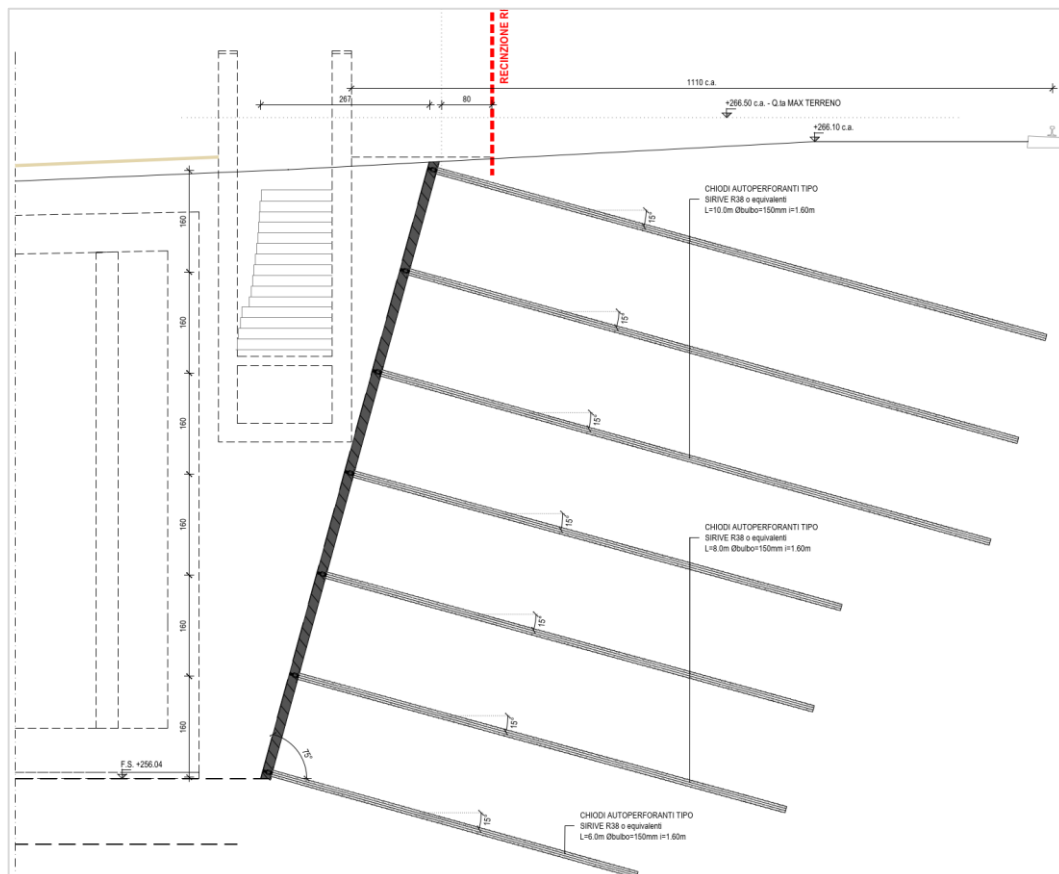 RECINZIONE RI
1110 c.a.
267
80
+266.50 c.a. - Q.ta MAX TERRENO
+266.10 c.a.
CHIODI AUTOPERFORANTI TIPO
SIRIVE R38 o equivalenti
L=10.0m Øbulbo=150mm i=1.60m
160
15°
160
15°
160
15°
160
15°
CHIODI AUTOPERFORANTI TIPO
SIRIVE R38 o equivalenti
L=8.0m Øbulbo=150mm i=1.60m
160
15°
160
15°
75°
F.S. +256.04
CHIODI AUTOPERFORANTI TIPO
SIRIVE R38 o equivalenti
L=6.0m Øbulbo=150mm i=1.60m
15°